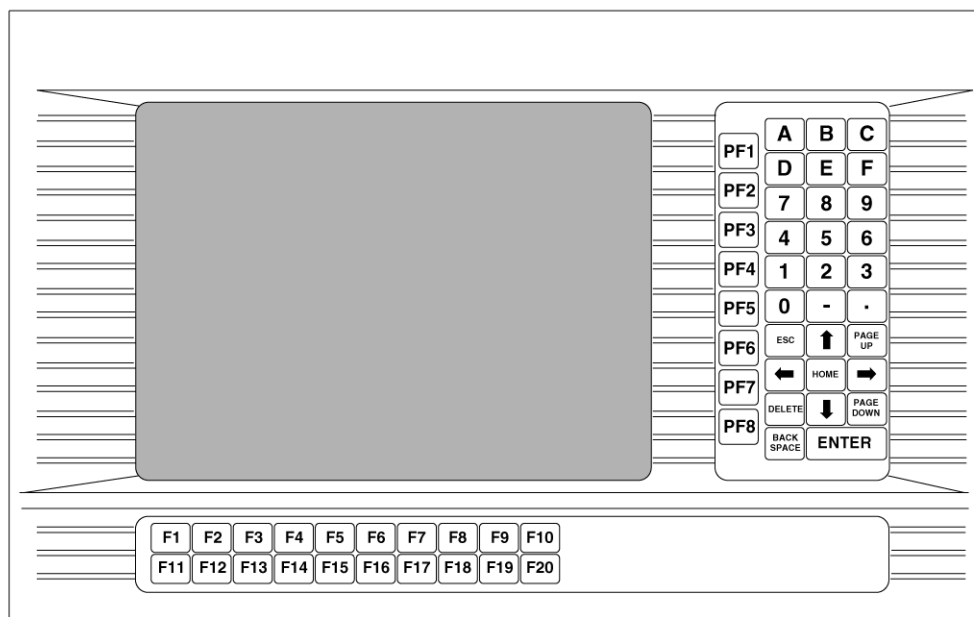 PF1
PF2
PF3
PF4
PF5
PF6
PF7
PF8
A B C
D E F
7 8 9
4 5 6
1 2 3
0 - .
ESC PAGE UP
HOME
DELETE PAGE DOWN
BACK SPACE ENTER
F1 F2 F3 F4 F5 F6 F7 F8 F9 F10
F11 F12 F13 F14 F15 F16 F17 F18 F19 F20